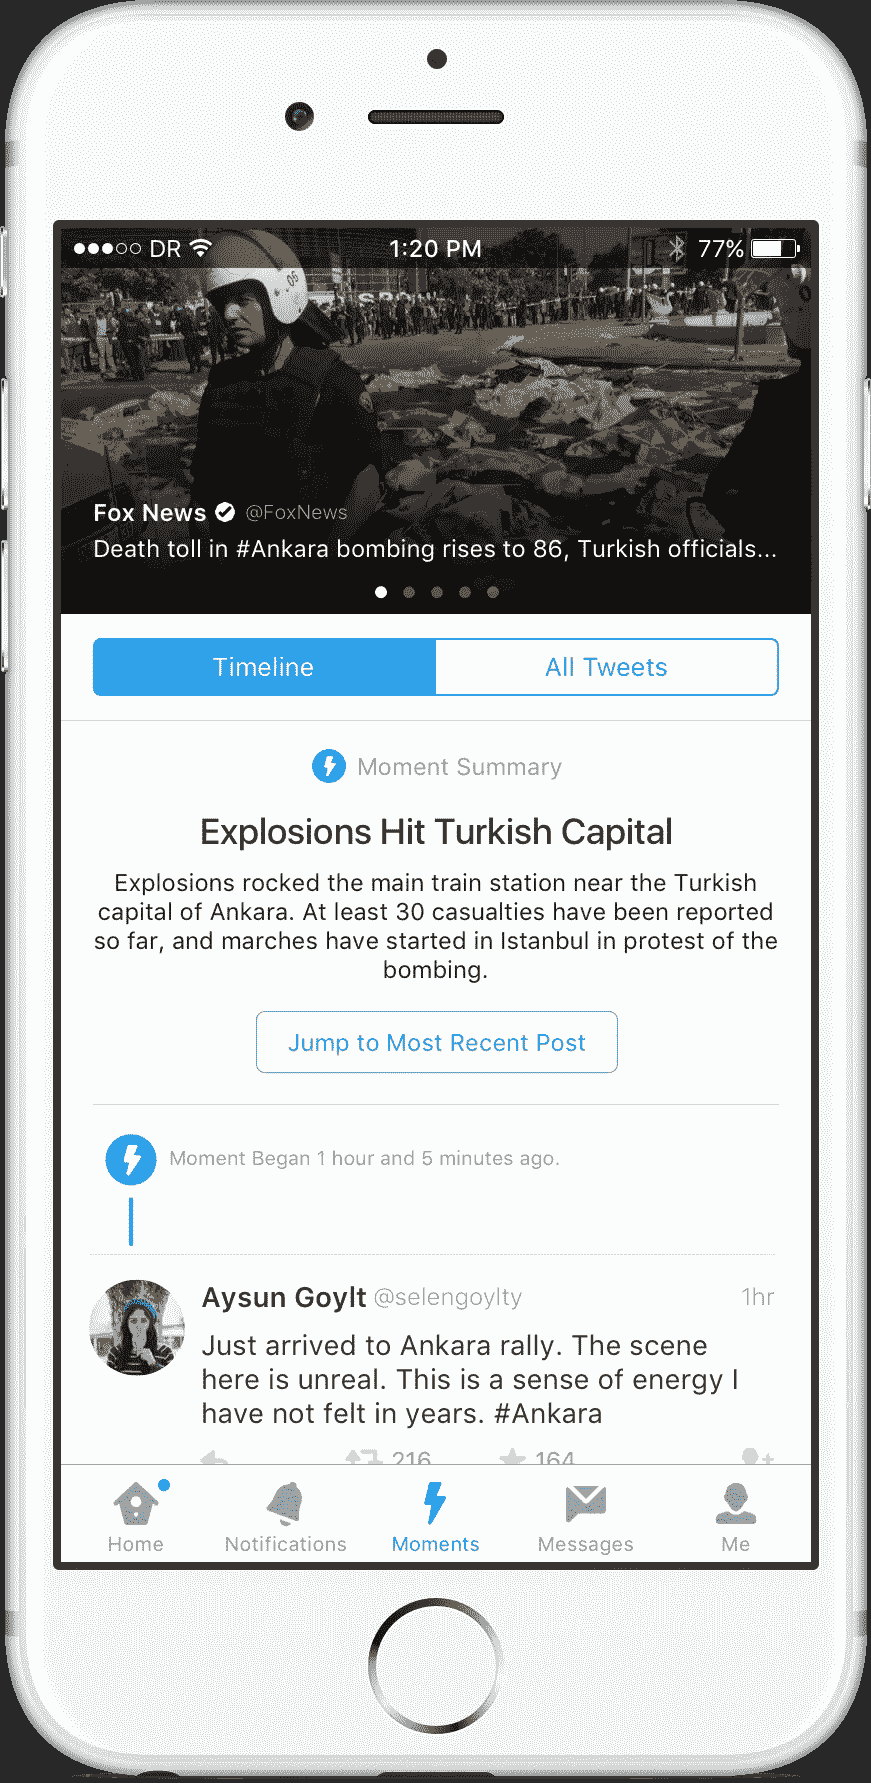 DR 1:20 PM 77%
06
Fox News @FoxNews
Death toll in #Ankara bombing rises to 86, Turkish officials...
Timeline All Tweets
Moment Summary
Explosions Hit Turkish Capital
Explosions rocked the main train station near the Turkish
capital of Ankara. At least 30 casualties have been reported
so far, and marches have started in Istanbul in protest of the
bombing.
Jump to Most Recent Post
Moment Began 1 hour and 5 minutes ago.
Aysun Goylt @selengoylty 1hr
Just arrived to Ankara rally. The scene
here is unreal. This is a sense of energy I
have not felt in years. #Ankara
216 164
Home Notifications Moments Messages Me